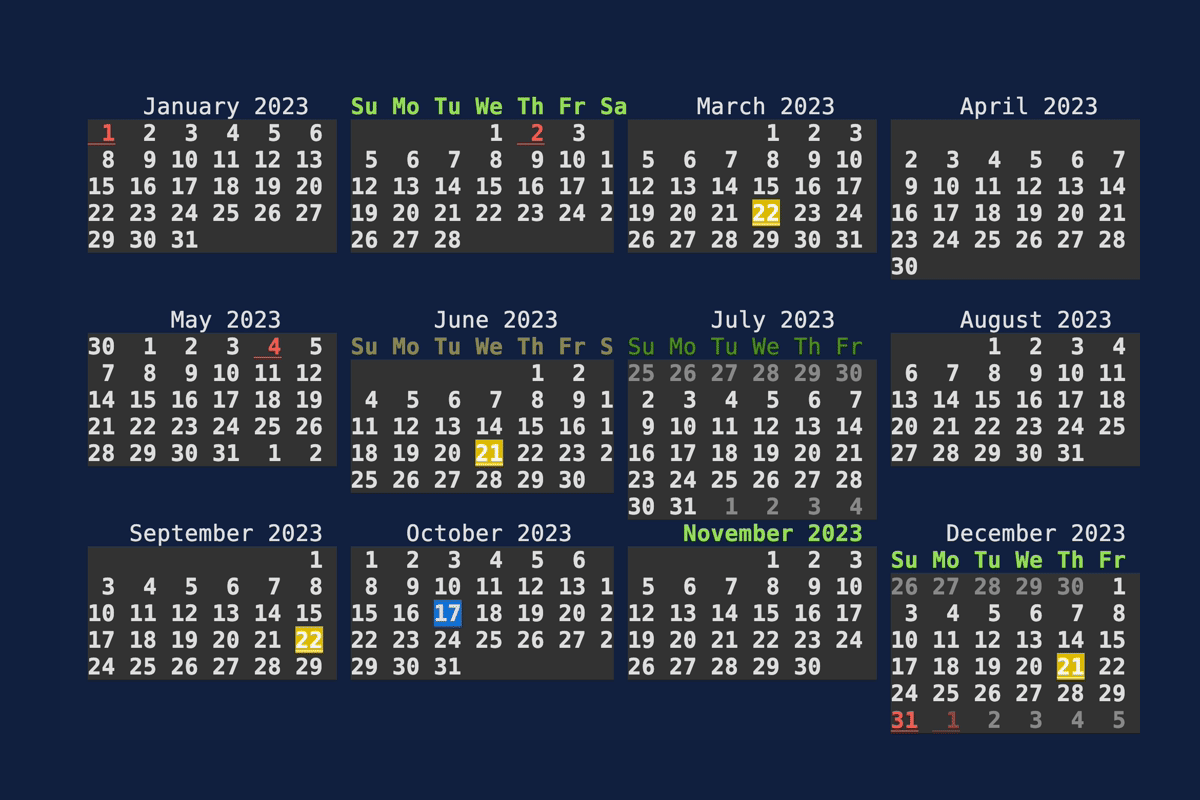 January 2023
1 2 3 4 5 6
8 9 10 11 12 13
15 16 17 18 19 20
22 23 24 25 26 27
29 30 31
Su Mo Tu We Th Fr Sa
1 2 3
5 6 7 8 9 10 1
12 13 14 15 16 17 1
19 20 21 22 23 24 2
26 27 28
March 2023
1 2 3
5 6 7 8 9 10
12 13 14 15 16 17
19 20 21 22 23 24
26 27 28 29 30 31
April 2023
2 3 4 5 6 7
9 10 11 12 13 14
16 17 18 19 20 21
23 24 25 26 27 28
30
May 2023
30 1 2 3 4 5
7 8 9 10 11 12
14 15 16 17 18 19
21 22 23 24 25 26
28 29 30 31 1 2
June 2023
Su Mo Tu We Th Fr S
1 2
4 5 6 7 8 9 1
11 12 13 14 15 16 1
18 19 20 21 22 23 2
25 26 27 28 29 30
July 2023
Su Mo Tu We Th Fr
25 26 27 28 29 30
2 3 4 5 6 7
9 10 11 12 13 14
16 17 18 19 20 21
23 24 25 26 27 28
30 31 1 2 3 4
August 2023
1 2 3 4
6 7 8 9 10 11
13 14 15 16 17 18
20 21 22 23 24 25
27 28 29 30 31
September 2023
1
3 4 5 6 7 8
10 11 12 13 14 15
17 18 19 20 21 22
24 25 26 27 28 29
October 2023
1 2 3 4 5 6
8 9 10 11 12 13 1
15 16 17 18 19 20 2
22 23 24 25 26 27 2
29 30 31
November 2023
1 2 3
5 6 7 8 9 10
12 13 14 15 16 17
19 20 21 22 23 24
26 27 28 29 30
December 2023
Su Mo Tu We Th Fr
26 27 28 29 30 1
3 4 5 6 7 8
10 11 12 13 14 15
17 18 19 20 21 22
24 25 26 27 28 29
31 1 2 3 4 5